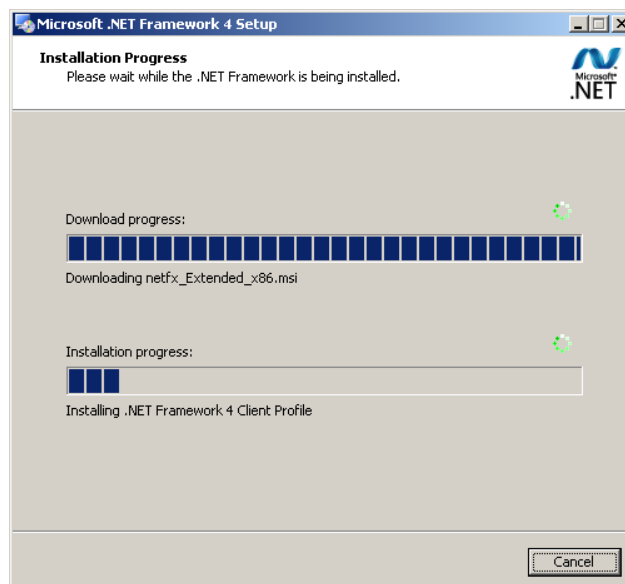 Microsoft .NET Framework 4 Setup
Installation Progress
Please wait while the .NET Framework is being installed.
Microsoft
.NET
Download progress:
Downloading netfx_Extended_x86.msi
Installation progress:
Installing .NET Framework 4 Client Profile
Cancel